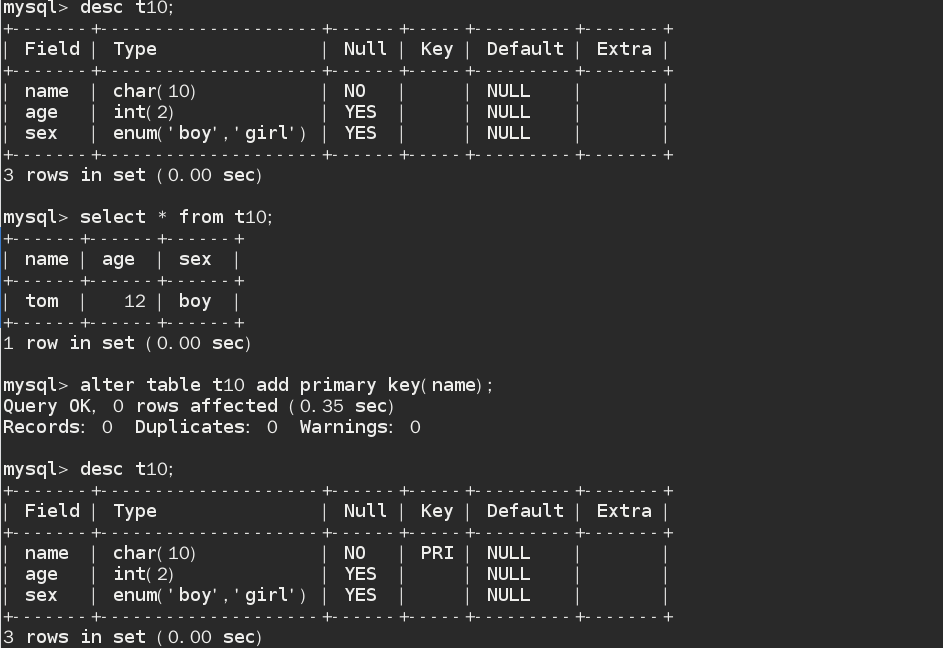 mysql> desc t10;
+-------+--------------------+------+-----+---------+-------+
| Field | Type               | Null | Key | Default | Extra |
+-------+--------------------+------+-----+---------+-------+
| name  | char(10)           | NO   |     | NULL    |       |
| age   | int(2)             | YES  |     | NULL    |       |
| sex   | enum('boy','girl') | YES  |     | NULL    |       |
+-------+--------------------+------+-----+---------+-------+
3 rows in set (0.00 sec)

mysql> select * from t10;
+------+------+------+
| name | age  | sex  |
+------+------+------+
| tom  |   12 | boy  |
+------+------+------+
1 row in set (0.00 sec)

mysql> alter table t10 add primary key(name);
Query OK, 0 rows affected (0.35 sec)
Records: 0  Duplicates: 0  Warnings: 0

mysql> desc t10;
+-------+--------------------+------+-----+---------+-------+
| Field | Type               | Null | Key | Default | Extra |
+-------+--------------------+------+-----+---------+-------+
| name  | char(10)           | NO   | PRI | NULL    |       |
| age   | int(2)             | YES  |     | NULL    |       |
| sex   | enum('boy','girl') | YES  |     | NULL    |       |
+-------+--------------------+------+-----+---------+-------+
3 rows in set (0.00 sec)